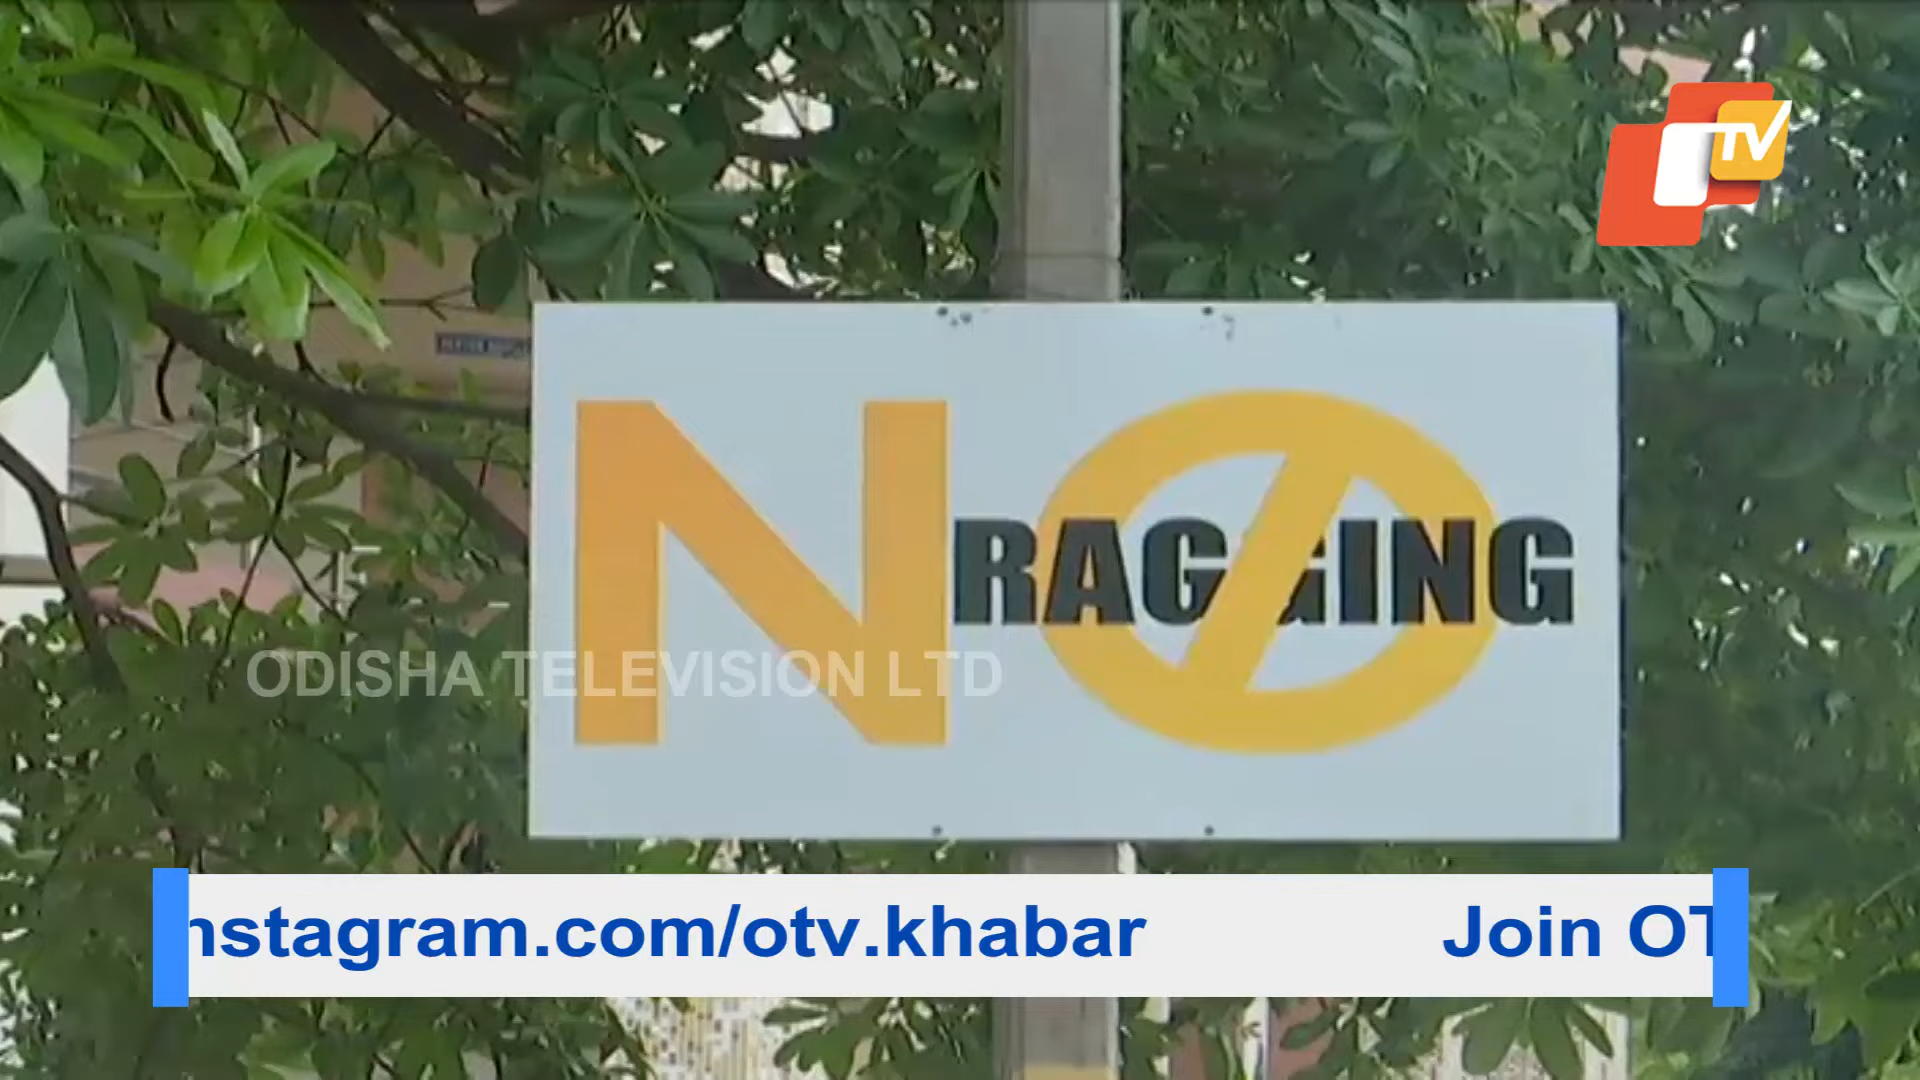 TV
NO
RAGGING
ODISHA TELEVISION LTD
nstagram.com/otv.khabar Join OT